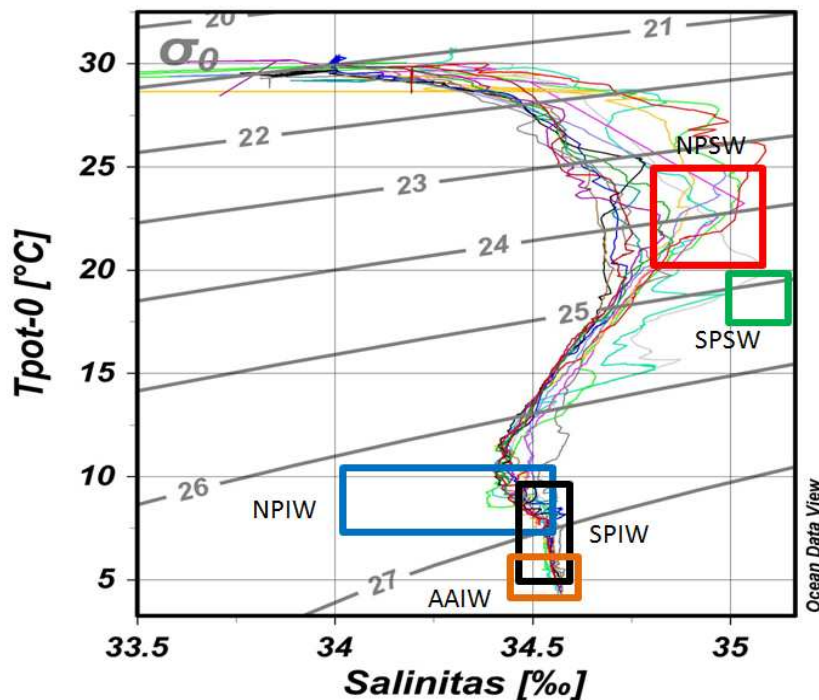 20
21
σ0
30
22
NPSW
25
23
24
20
25
SPSW
15
26
10
NPIW
SPIW
27
5
AAIW
33.5
34
34.5
35
Tpot-0 [°C]
Salinitas [‰]
Ocean Data View